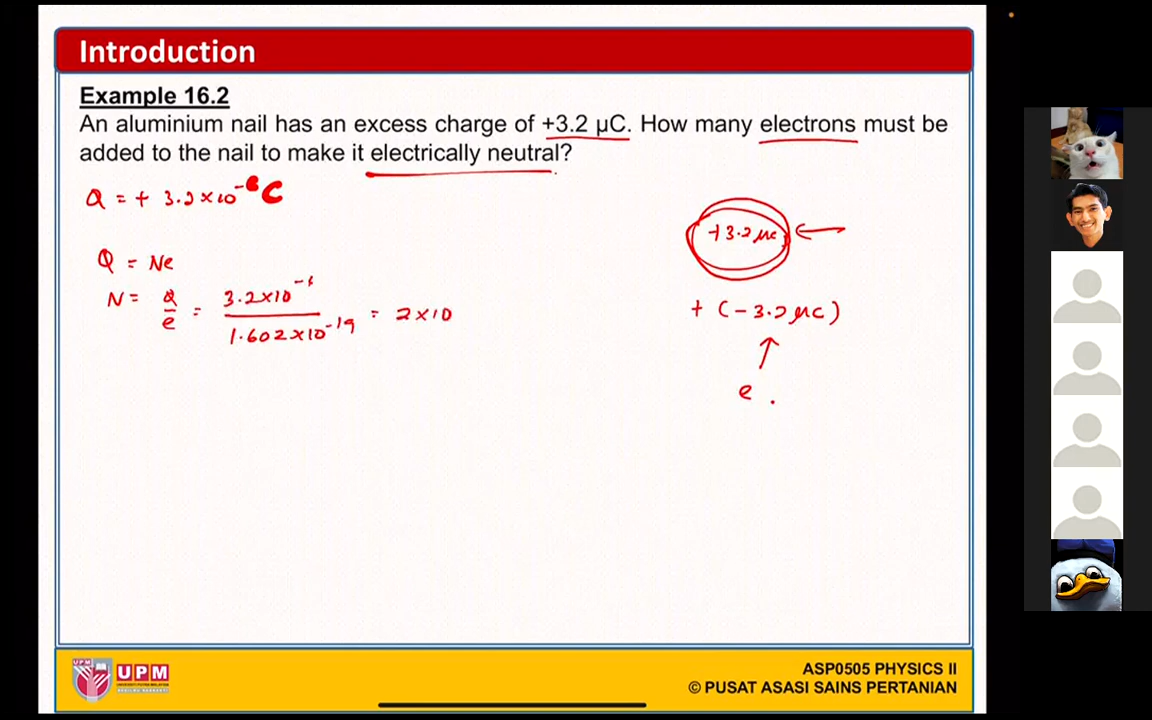 Introduction
Example 16.2
An aluminium nail has an excess charge of +3.2 µC. How many electrons must be
added to the nail to make it electrically neutral?
Q = + 3.2×10⁻⁶ C
Q = Ne
N = Q/e = 3.2×10⁻⁶ / 1.602×10⁻¹⁹ = 2×10
+3.2 µC
+ (−3.2 µC)
e
UPM
UPM
ASP0505 PHYSICS II
© PUSAT ASASI SAINS PERTANIAN